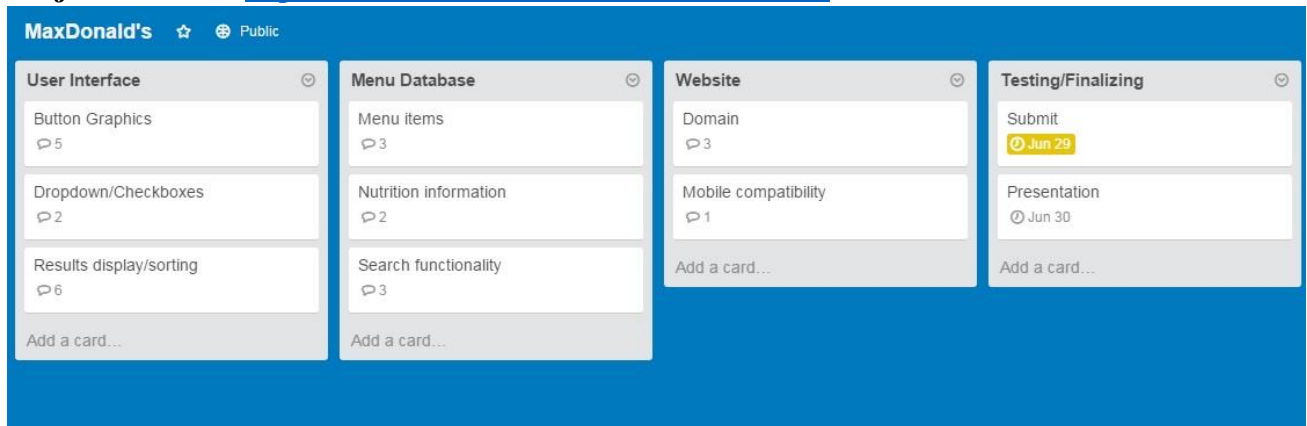 MaxDonald's Public
User Interface
Button Graphics
5
Dropdown/Checkboxes
2
Results display/sorting
6
Add a card...
Menu Database
Menu items
3
Nutrition information
2
Search functionality
3
Add a card...
Website
Domain
3
Mobile compatibility
1
Add a card...
Testing/Finalizing
Submit
Jun 29
Presentation
Jun 30
Add a card...